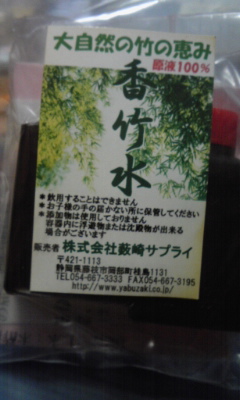 大自然の竹の恵み
原液100%
香竹水
●飲用することはできません
●お子様の手の届かない所に保管してください
●添加物は使用しておりません
容器内に浮遊物または沈殿物が出来る
場合がございます
販売者 株式会社薮崎サプライ
〒421-1113
静岡県藤枝市岡部町桂島1131
TEL054-667-3333 FAX054-667-3195
http://www.yabuzaki.co.jp/